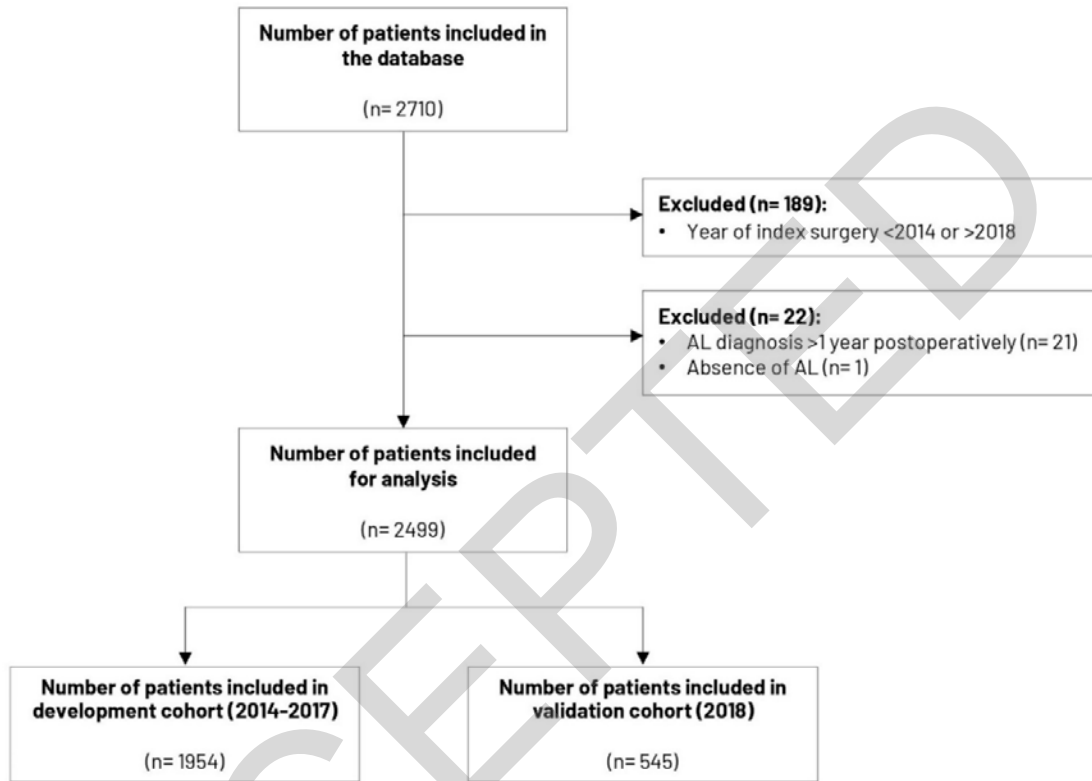 Number of patients included in
the database
(n= 2710)
Excluded (n= 189):
• Year of index surgery <2014 or >2018
Excluded (n= 22):
• AL diagnosis >1 year postoperatively (n= 21)
• Absence of AL (n= 1)
Number of patients included
for analysis
(n= 2499)
Number of patients included in
development cohort (2014-2017)
(n= 1954)
Number of patients included in
validation cohort (2018)
(n= 545)
CEPTED